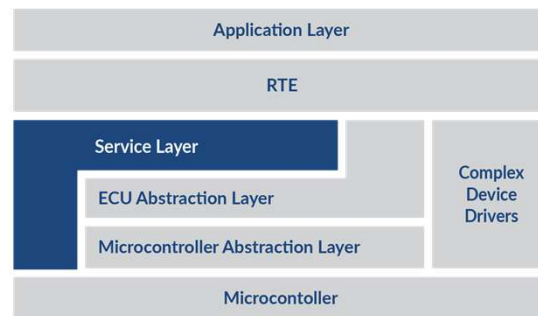 Application Layer
RTE
Service Layer
ECU Abstraction Layer
Complex
Device
Drivers
Microcontroller Abstraction Layer
Microcontoller